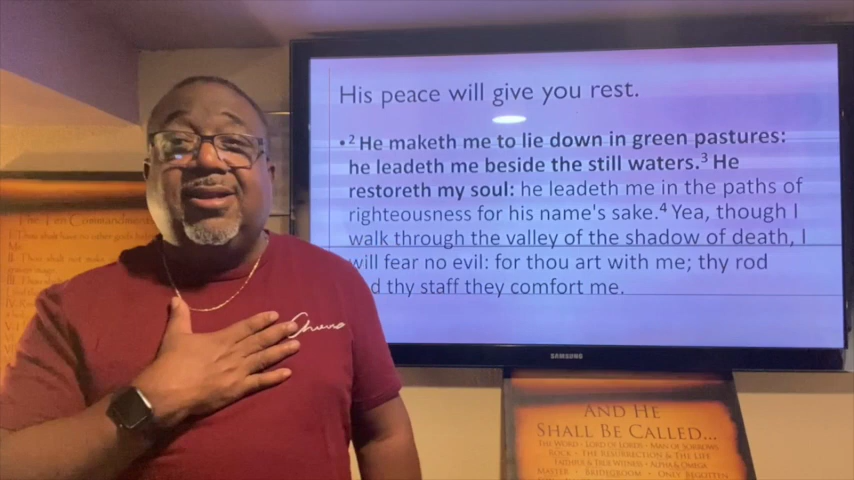 His peace will give you rest.
•2 He maketh me to lie down in green pastures:
he leadeth me beside the still waters.3 He
restoreth my soul: he leadeth me in the paths of
righteousness for his name's sake.4 Yea, though I
walk through the valley of the shadow of death, I
will fear no evil: for thou art with me; thy rod
thy staff they comfort me.
SAMSUNG
The Ten Commandments
AND HE
SHALL BE CALLED...
THE WORD • LORD OF LORDS • MAN OF SORROWS
ROCK • THE RESURRECTION & THE LIFE
ALPHA & OMEGA
MASTER • BRIDEGROOM • ONLY BEGOTTEN